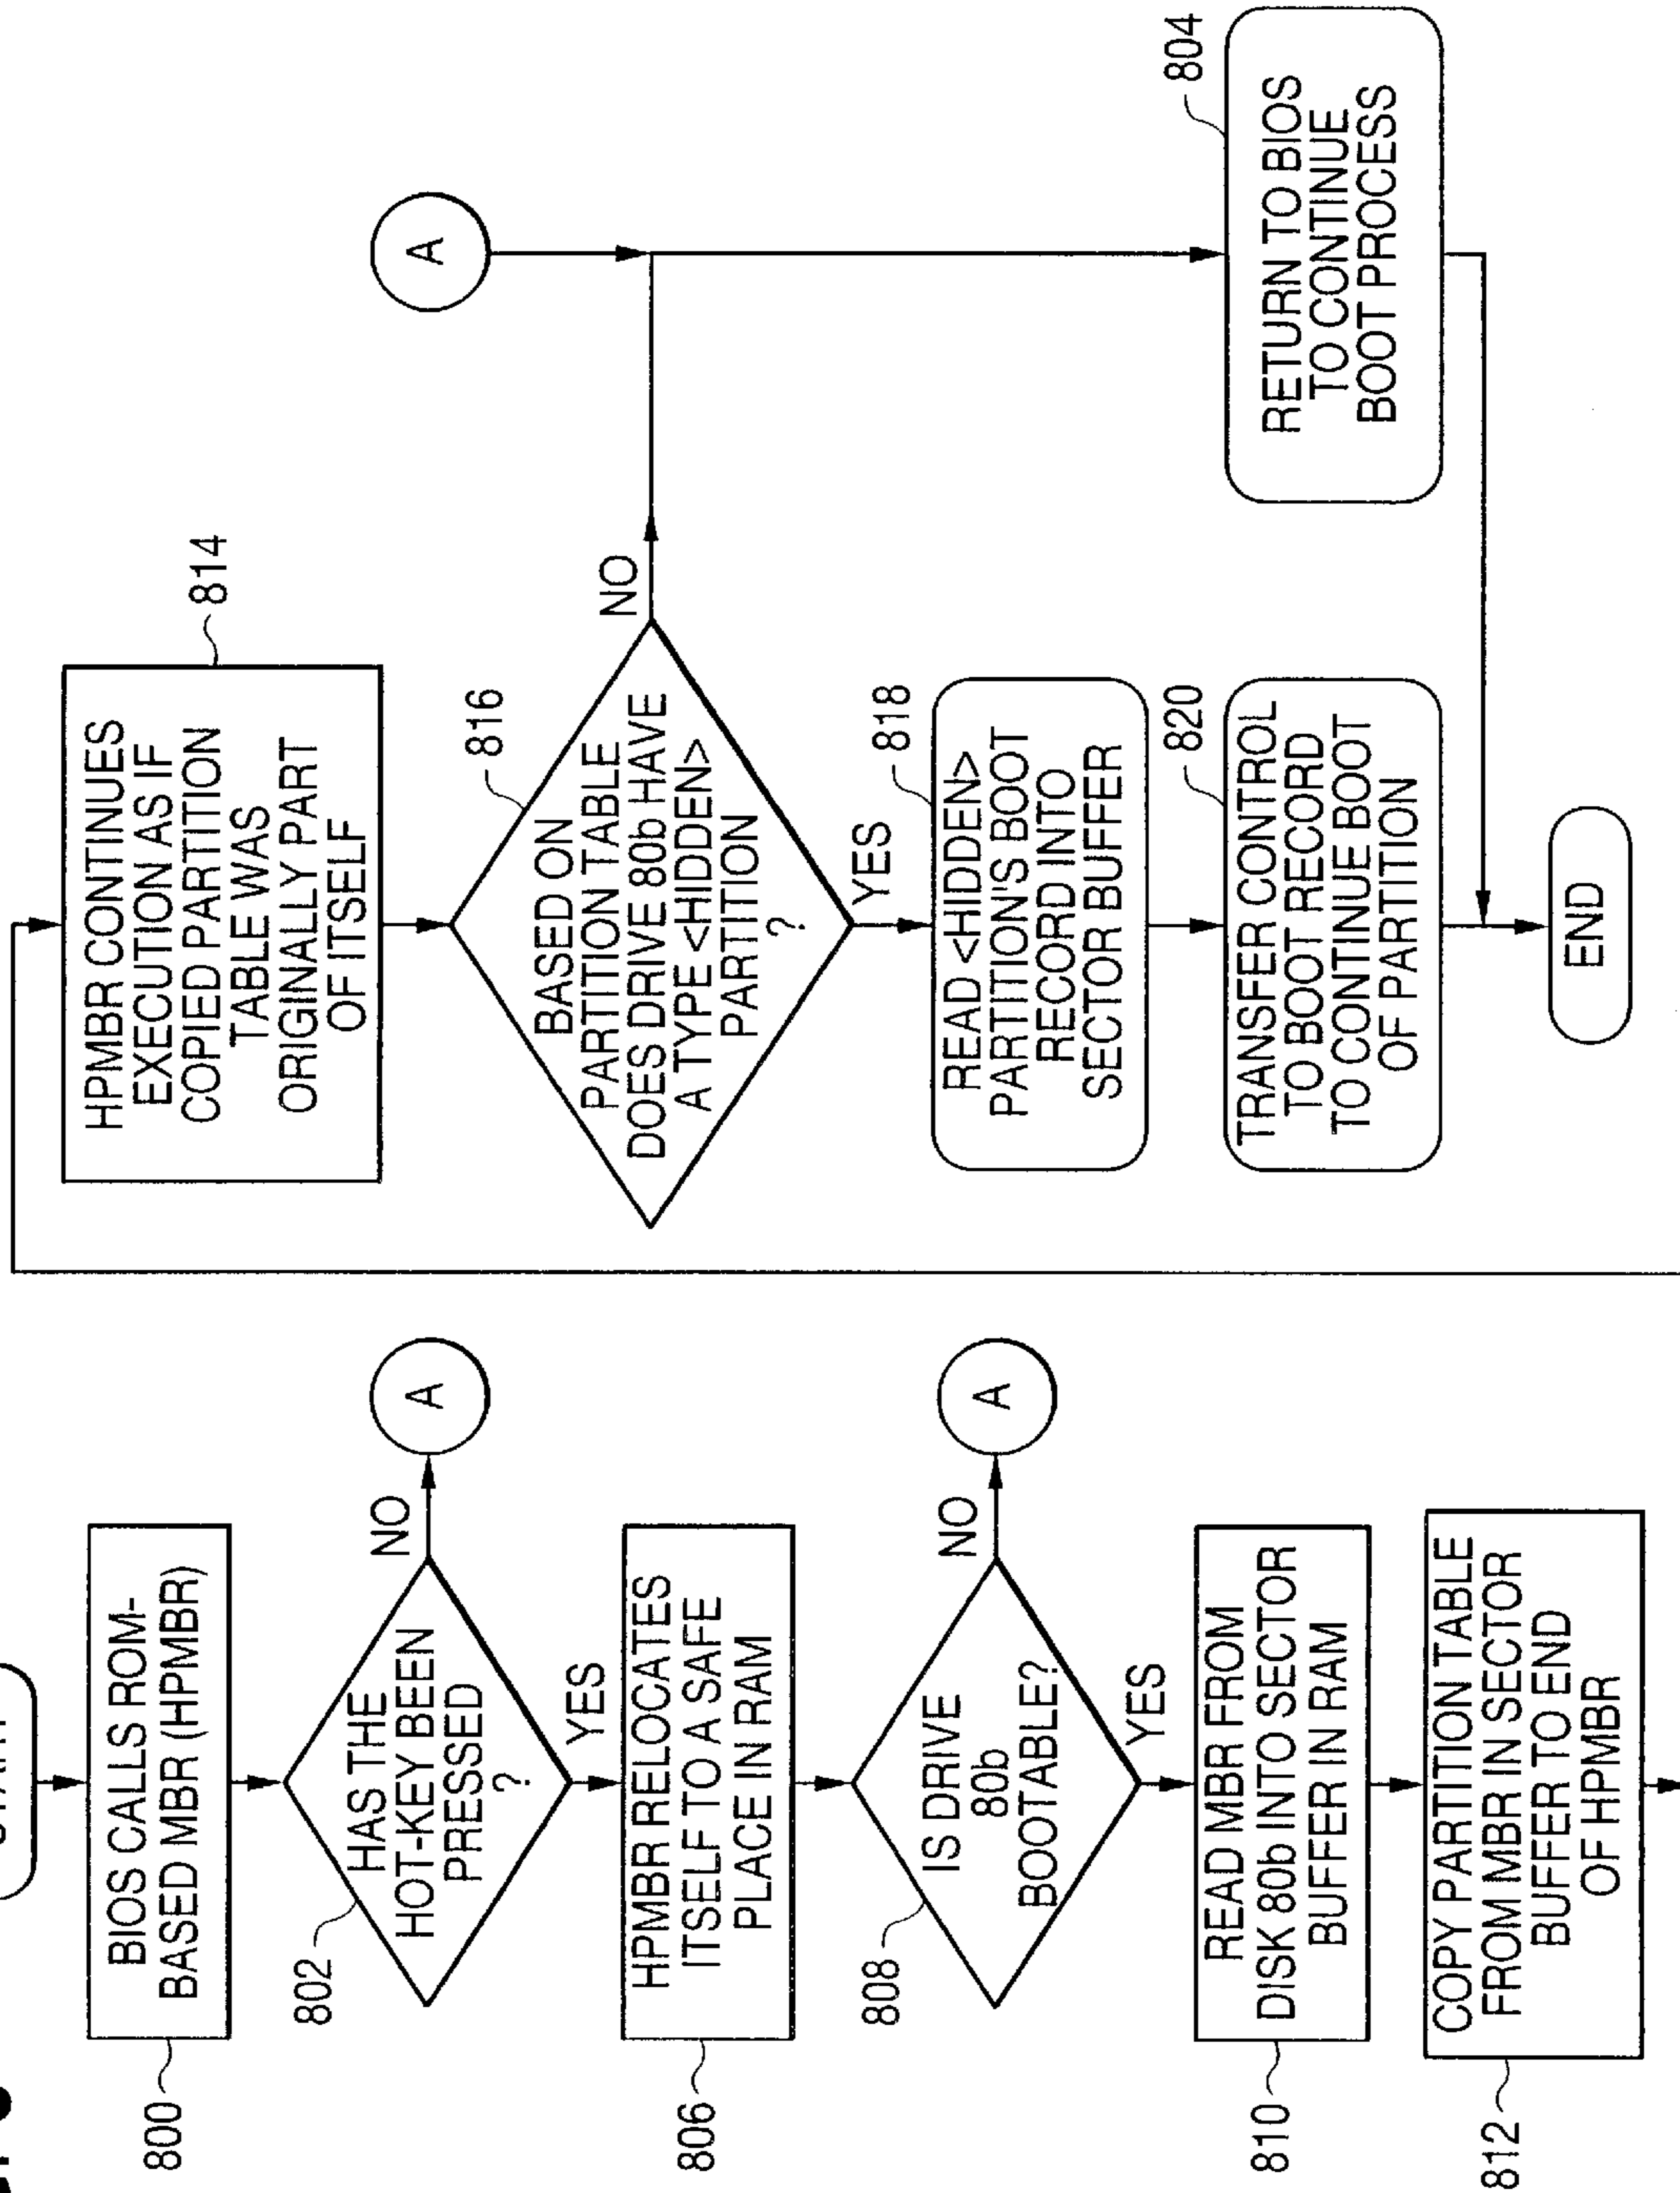 800
BIOS CALLS ROM-
BASED MBR (HPMBR)
802
HAS THE
HOT-KEY BEEN
PRESSED
?
NO
A
YES
806
HPMBR RELOCATES
ITSELF TO A SAFE
PLACE IN RAM
808
IS DRIVE
80b
BOOTABLE?
NO
A
YES
810
READ MBR FROM
DISK 80b INTO SECTOR
BUFFER IN RAM
812
COPY PARTITION TABLE
FROM MBR IN SECTOR
BUFFER TO END
OF HPMBR
814
HPMBR CONTINUES
EXECUTION AS IF
COPIED PARTITION
TABLE WAS
ORIGINALLY PART
OF ITSELF
816
BASED ON
PARTITION TABLE
DOES DRIVE 80b HAVE
A TYPE <HIDDEN>
PARTITION
?
NO
A
YES
818
READ <HIDDEN>
PARTITION'S BOOT
RECORD INTO
SECTOR BUFFER
820
TRANSFER CONTROL
TO BOOT RECORD
TO CONTINUE BOOT
OF PARTITION
804
RETURN TO BIOS
TO CONTINUE
BOOT PROCESS
END